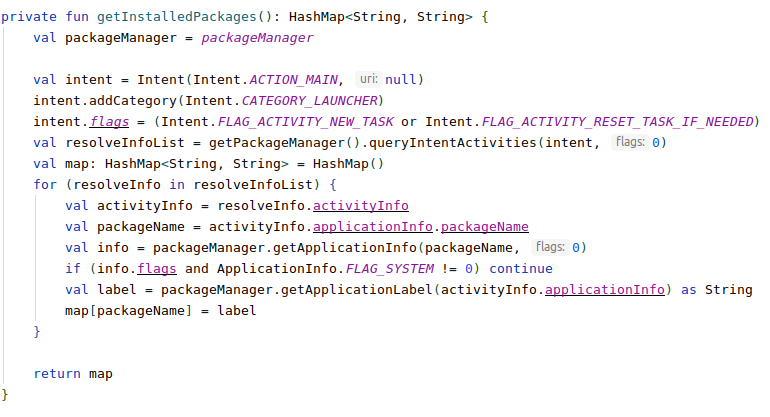 private fun getInstalledPackages(): HashMap<String, String> {
    val packageManager = packageManager

    val intent = Intent(Intent.ACTION_MAIN, uri: null)
    intent.addCategory(Intent.CATEGORY_LAUNCHER)
    intent.flags = (Intent.FLAG_ACTIVITY_NEW_TASK or Intent.FLAG_ACTIVITY_RESET_TASK_IF_NEEDED)
    val resolveInfoList = getPackageManager().queryIntentActivities(intent, flags: 0)
    val map: HashMap<String, String> = HashMap()
    for (resolveInfo in resolveInfoList) {
        val activityInfo = resolveInfo.activityInfo
        val packageName = activityInfo.applicationInfo.packageName
        val info = packageManager.getApplicationInfo(packageName, flags: 0)
        if (info.flags and ApplicationInfo.FLAG_SYSTEM != 0) continue
        val label = packageManager.getApplicationLabel(activityInfo.applicationInfo) as String
        map[packageName] = label
    }

    return map
}